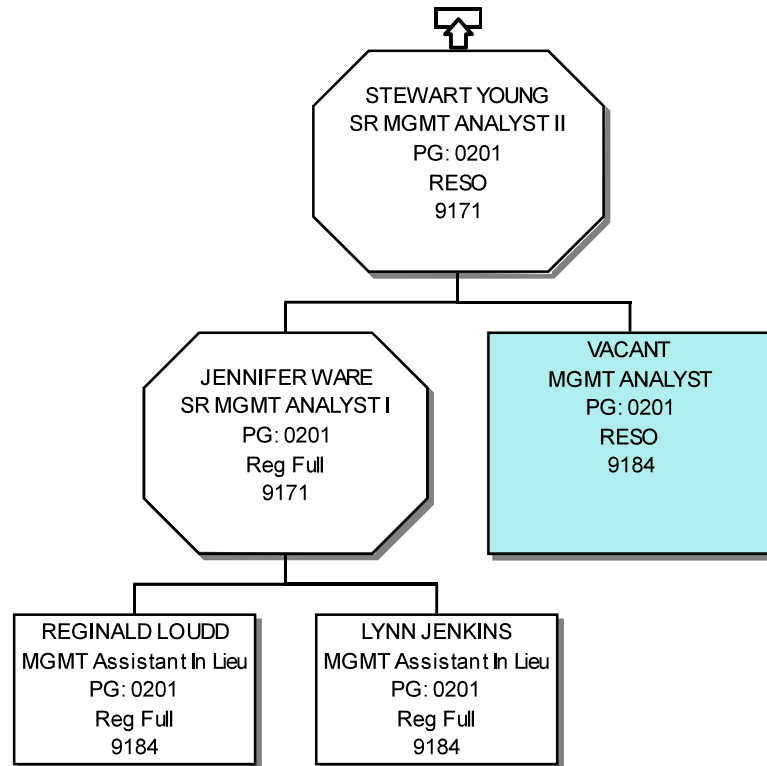 STEWART YOUNG
SR MGMT ANALYST II
PG: 0201
RESO
9171
JENNIFER WARE
SR MGMT ANALYST I
PG: 0201
Reg Full
9171
VACANT
MGMT ANALYST
PG: 0201
RESO
9184
REGINALD LOUDD
MGMT Assistant In Lieu
PG: 0201
Reg Full
9184
LYNN JENKINS
MGMT Assistant In Lieu
PG: 0201
Reg Full
9184